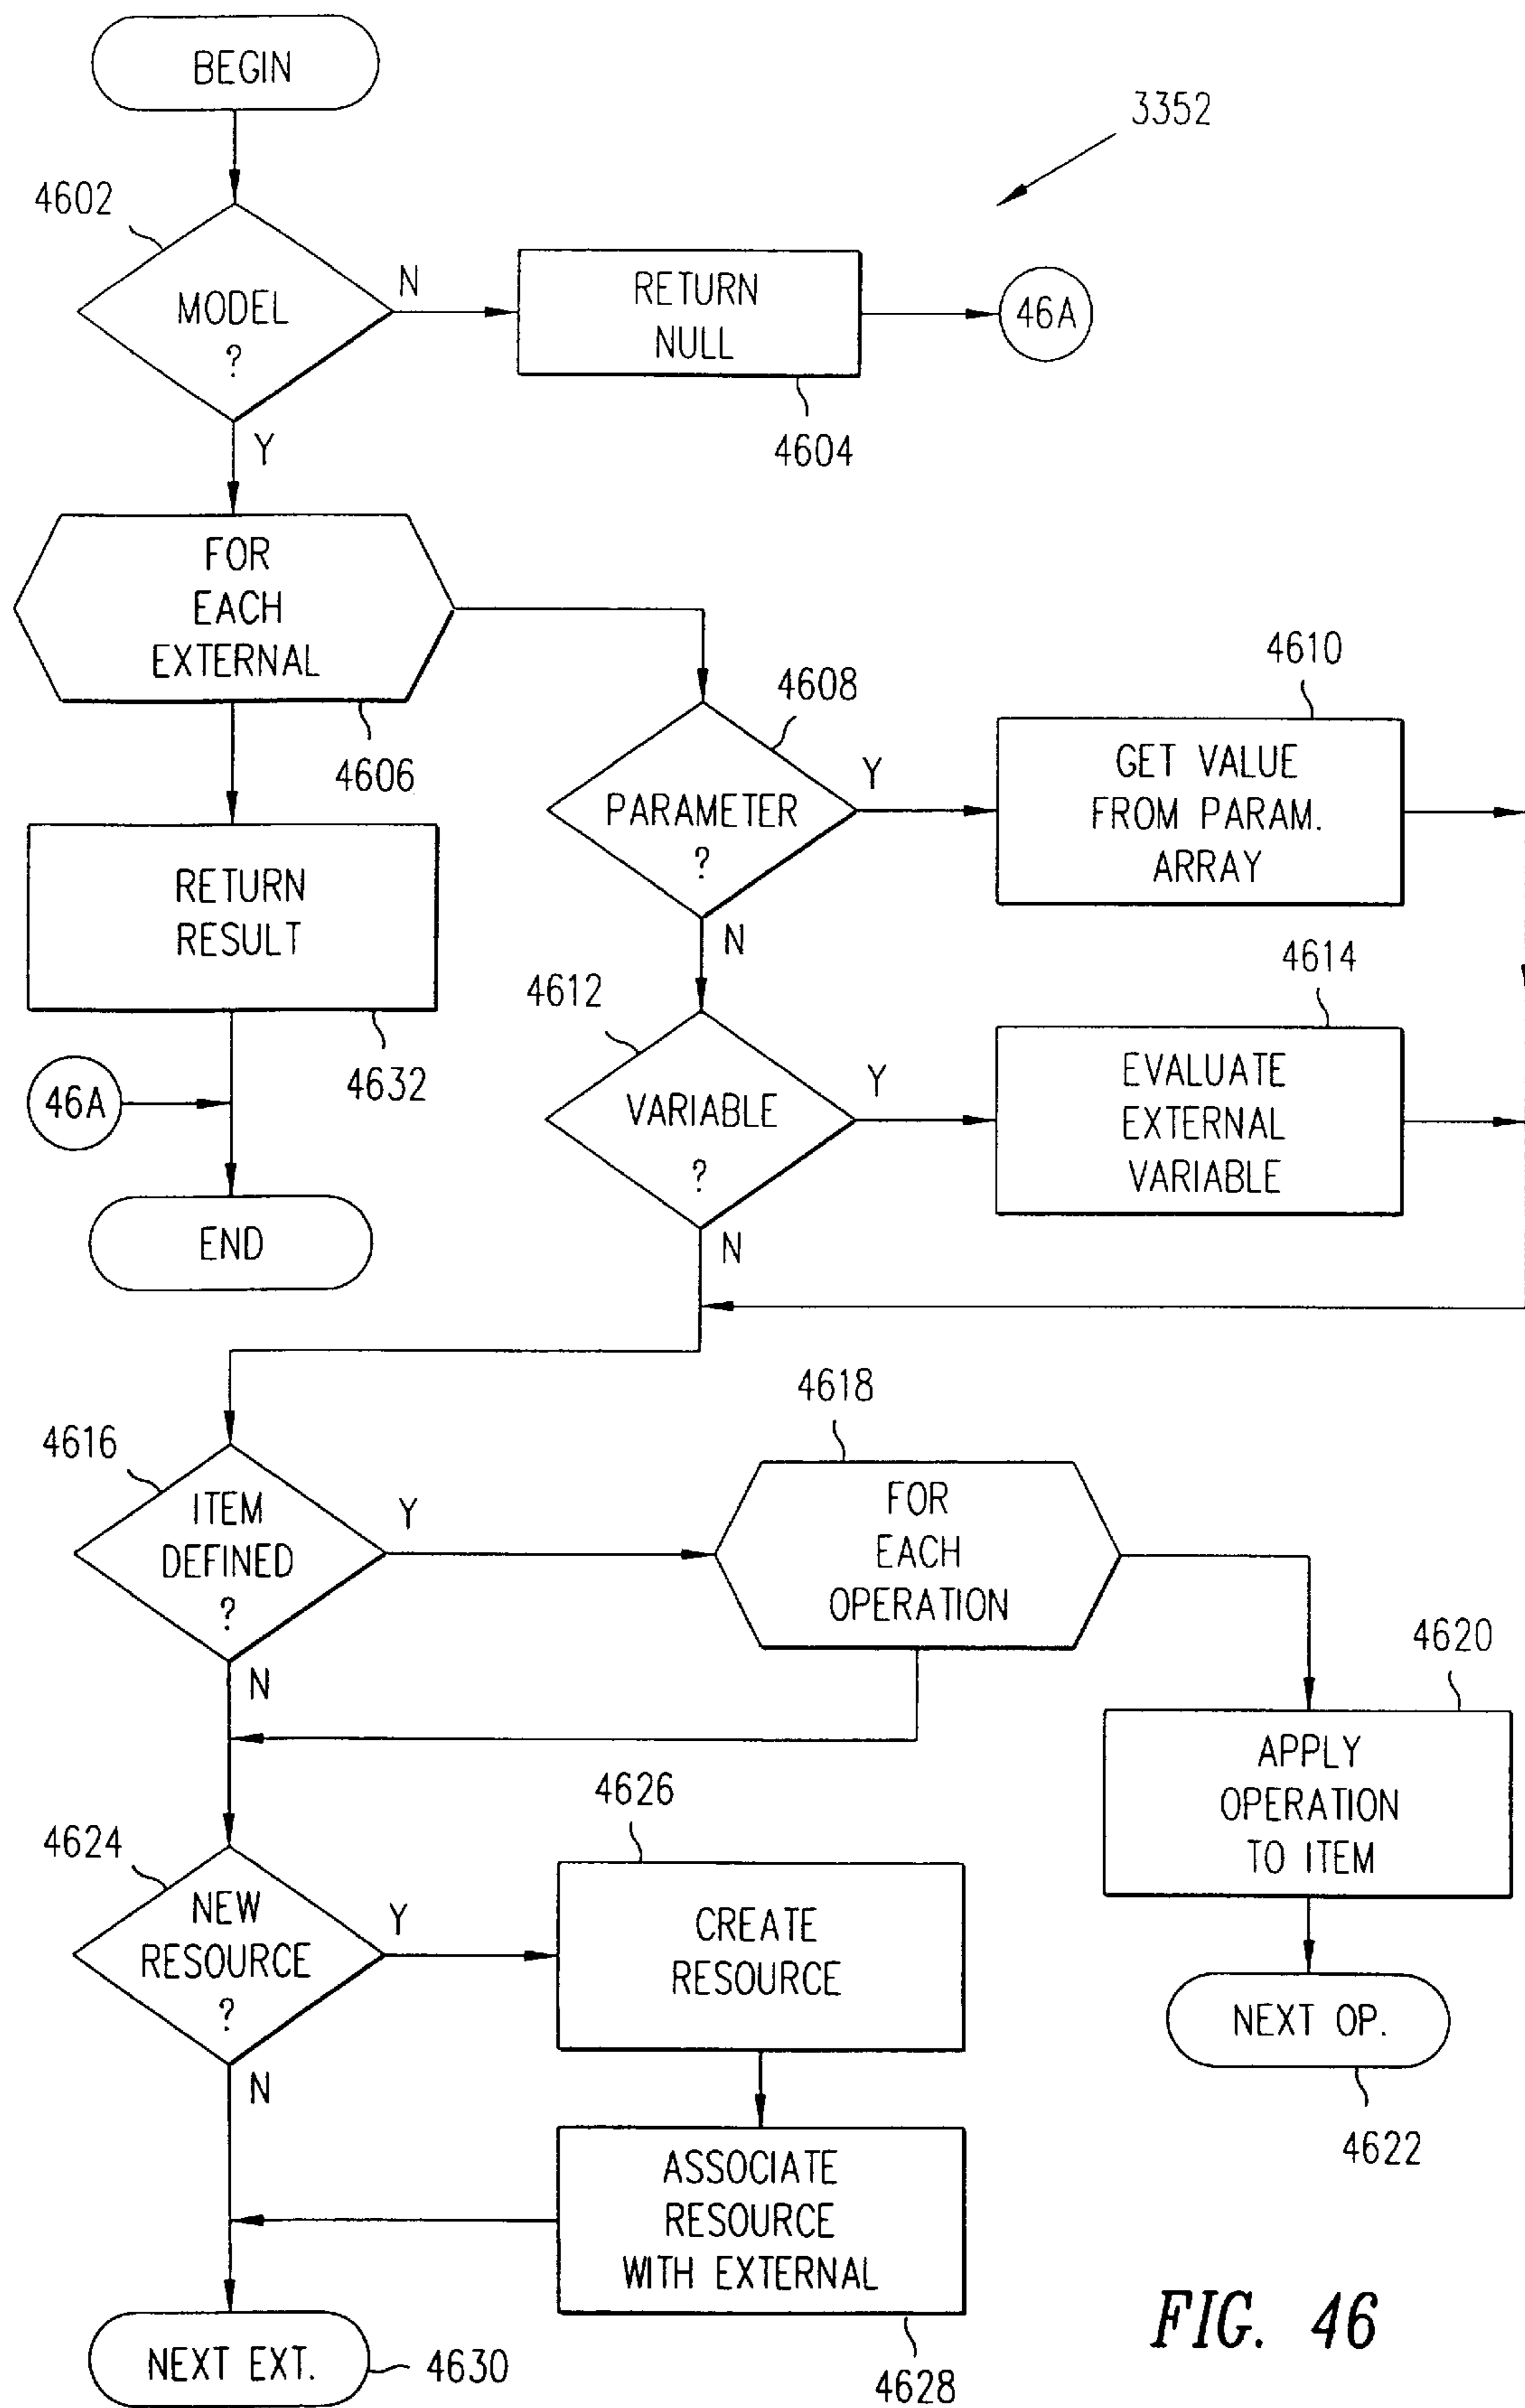 BEGIN
3352
4602
MODEL
?
N
RETURN
NULL
46A
4604
Y
FOR
EACH
EXTERNAL
4606
4608
PARAMETER
?
Y
4610
GET VALUE
FROM PARAM.
ARRAY
N
RETURN
RESULT
4632
46A
END
4612
VARIABLE
?
Y
4614
EVALUATE
EXTERNAL
VARIABLE
N
4616
ITEM
DEFINED
?
Y
4618
FOR
EACH
OPERATION
N
4620
APPLY
OPERATION
TO ITEM
NEXT OP.
4622
4624
NEW
RESOURCE
?
Y
4626
CREATE
RESOURCE
N
ASSOCIATE
RESOURCE
WITH EXTERNAL
4628
NEXT EXT.
4630
FIG. 46